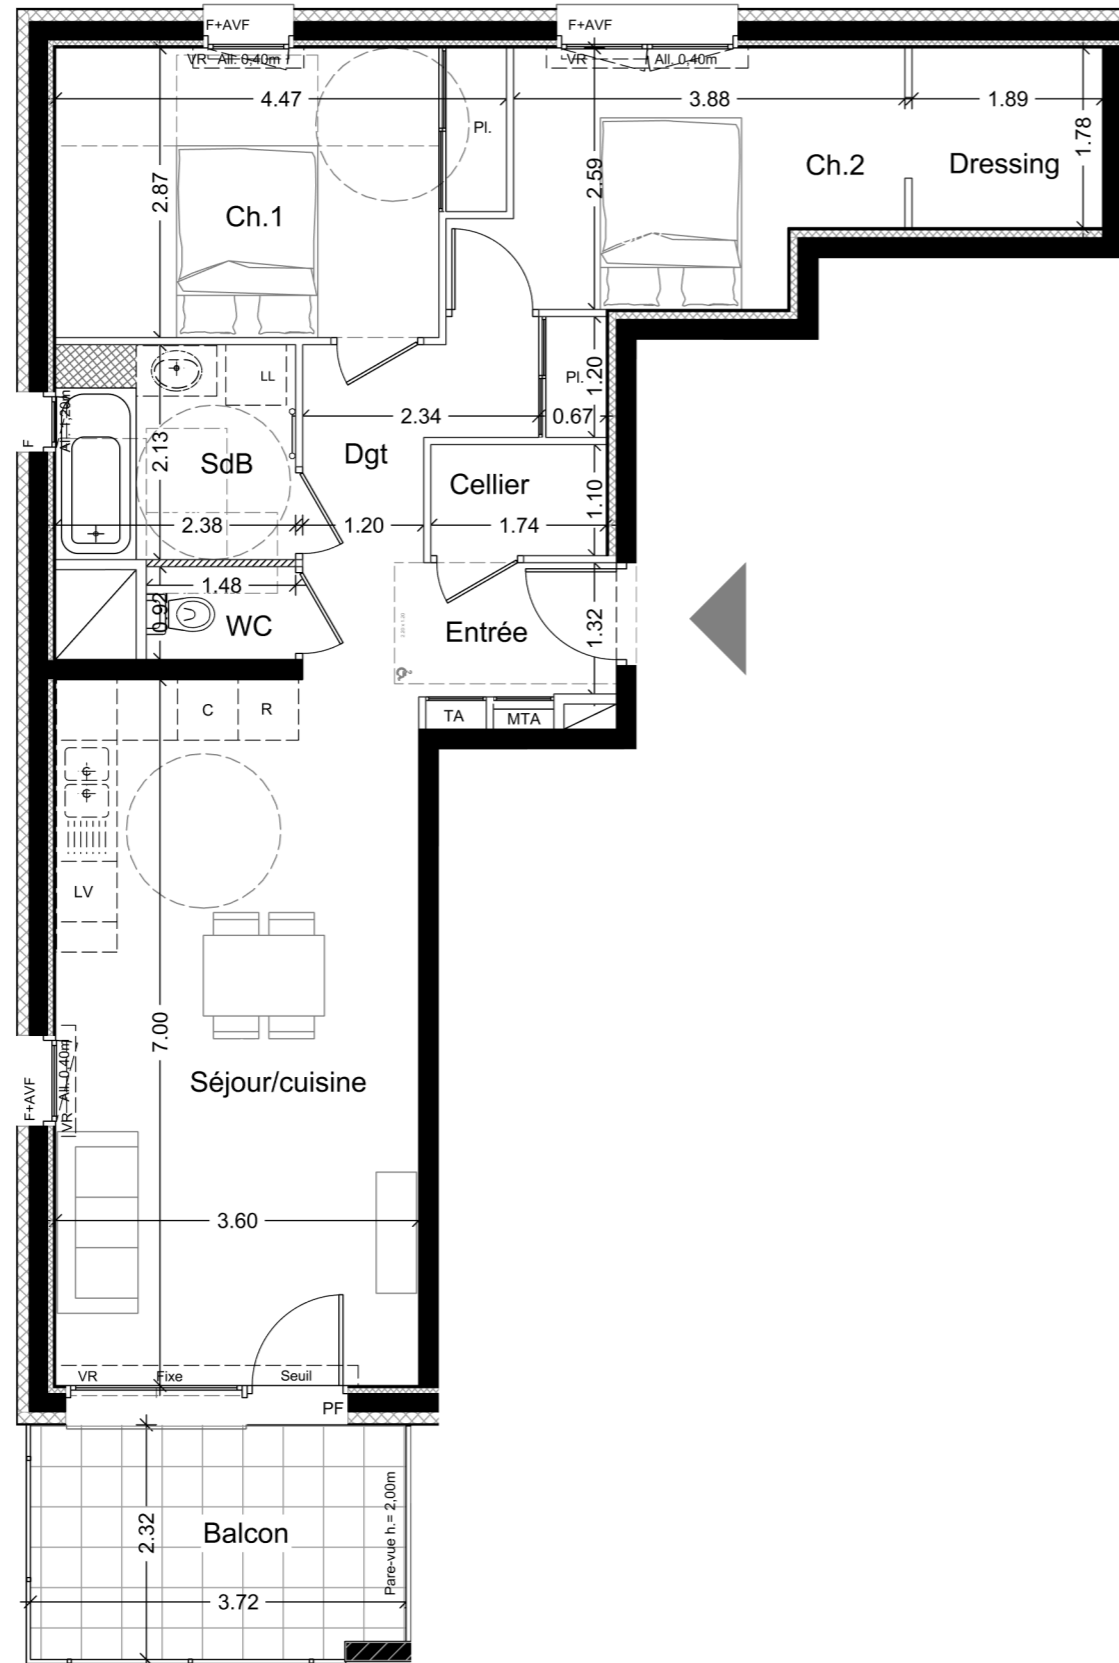 F+AVF
F+AVF
VR All. 0,40m
VR All. 0,40m
4.47
3.88
1.89
Pl.
1.78
2.87
2.59
Ch.1
Ch.2
Dressing
LL
Pl.
1.20
F
All. 1,20m
2.34
0.67
2.13
SdB
Dgt
Cellier
1.10
2.38
1.20
1.74
1.48
0.92
WC
Entrée
1.32
C
R
TA
MTA
LV
7.00
F+AVF
VR All. 0,40m
Séjour/cuisine
3.60
VR
Fixe
Seuil
PF
2.32
Balcon
Pare-vue h.= 2,00m
3.72